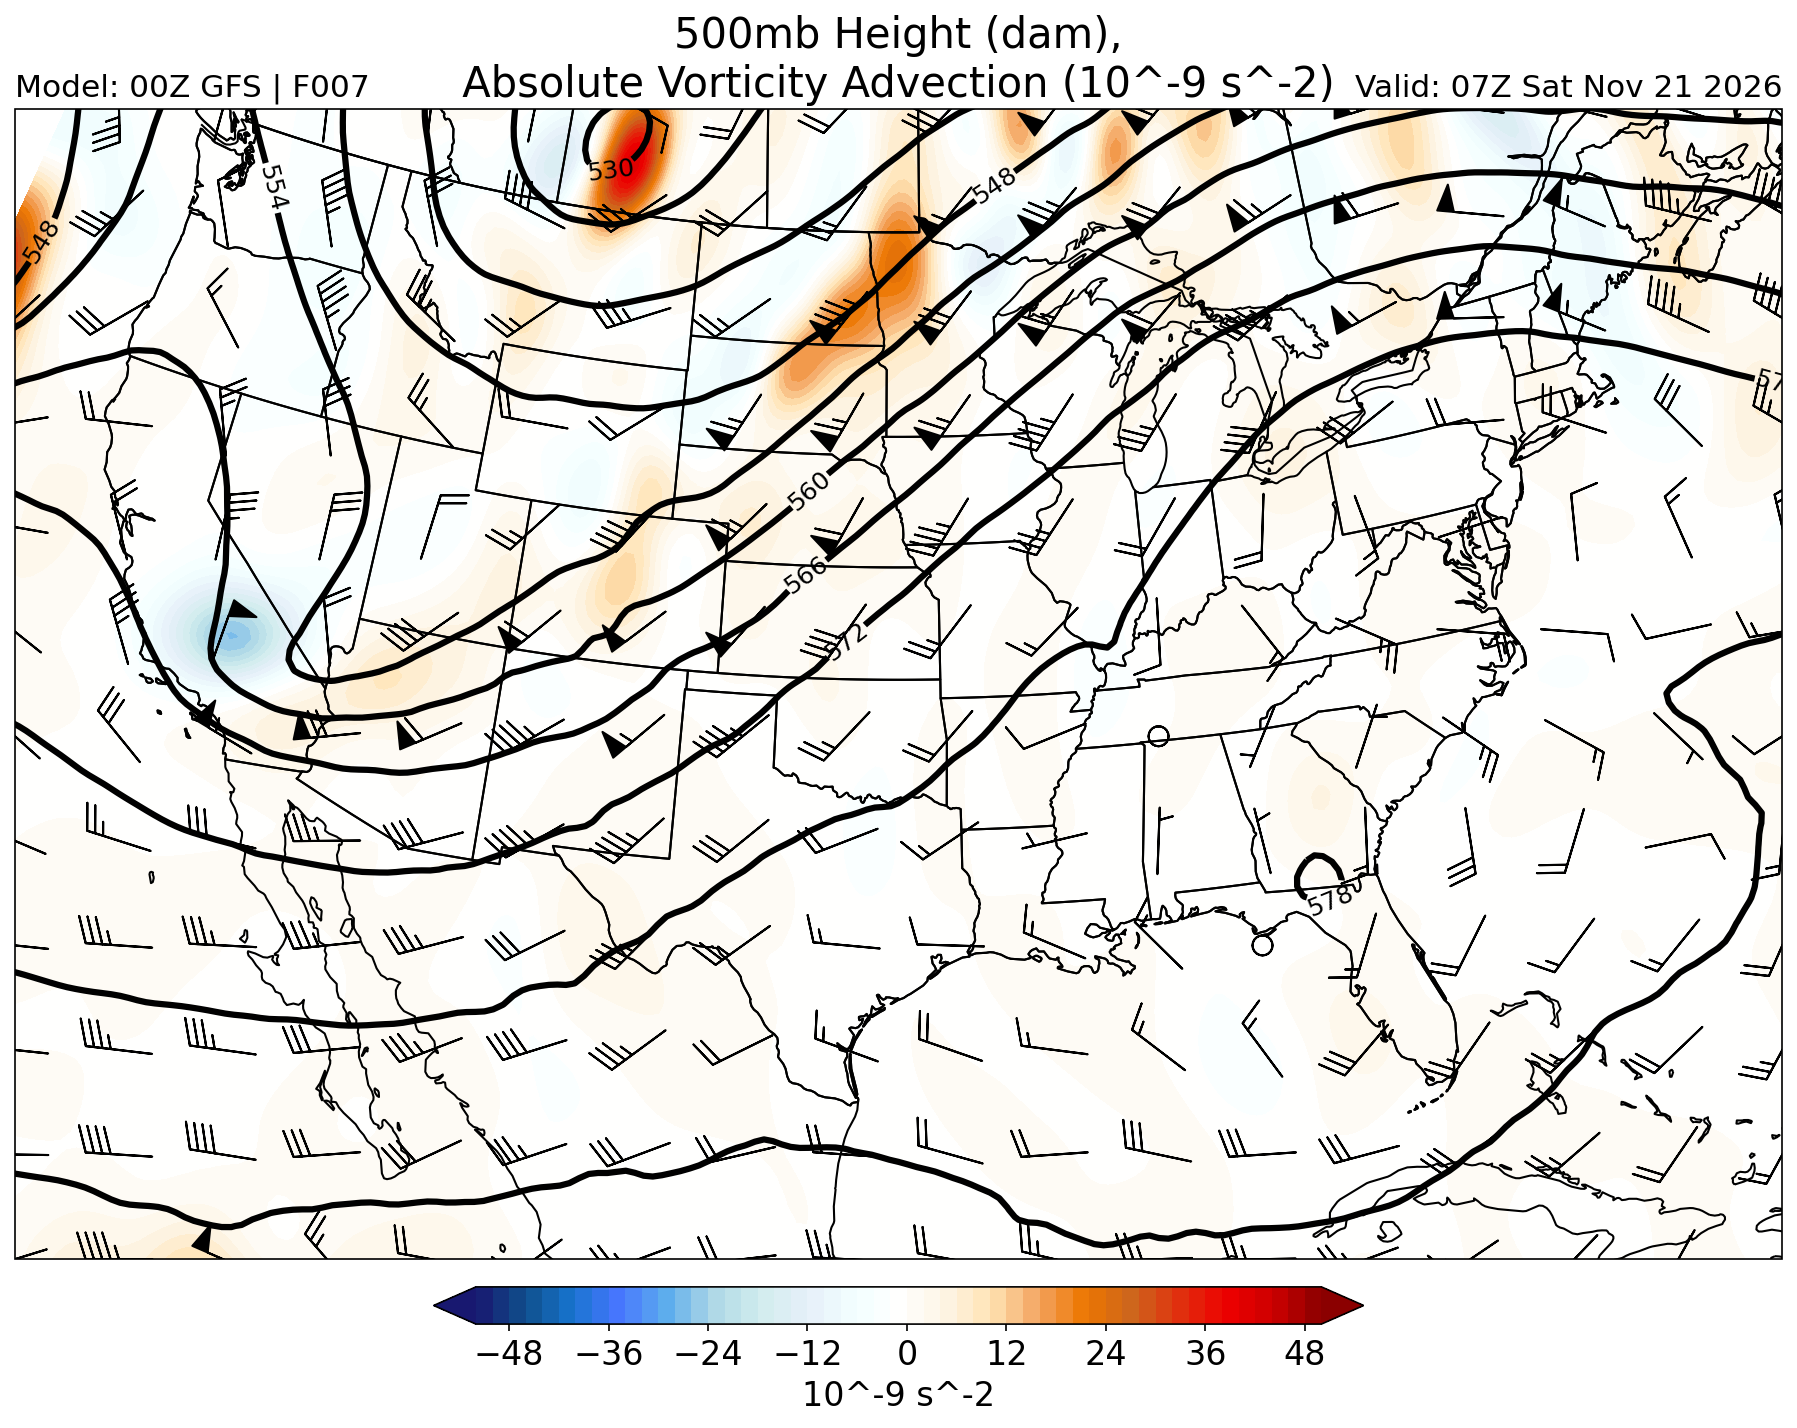 500mb Height (dam),
Model: 00Z GFS | F007
Absolute Vorticity Advection (10^-9 s^-2)
Valid: 07Z Sat Nov 21 2026
530
548
554
548
57
560
566
572
578
−48 −36 −24 −12 0 12 24 36 48
10^-9 s^-2